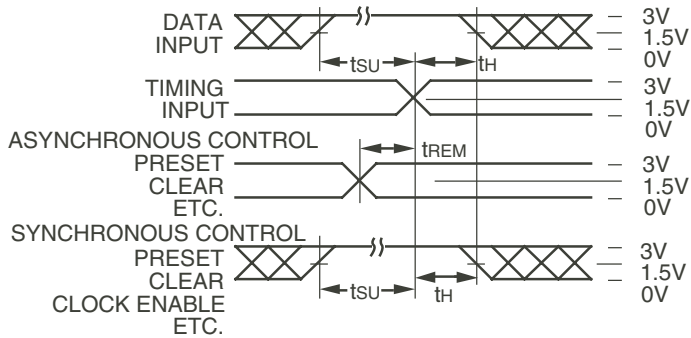 DATA
INPUT
tSU
tH
3V
1.5V
0V
TIMING
INPUT
3V
1.5V
0V
ASYNCHRONOUS CONTROL
PRESET
CLEAR
ETC.
tREM
3V
1.5V
0V
SYNCHRONOUS CONTROL
PRESET
CLEAR
CLOCK ENABLE
ETC.
tSU
tH
3V
1.5V
0V